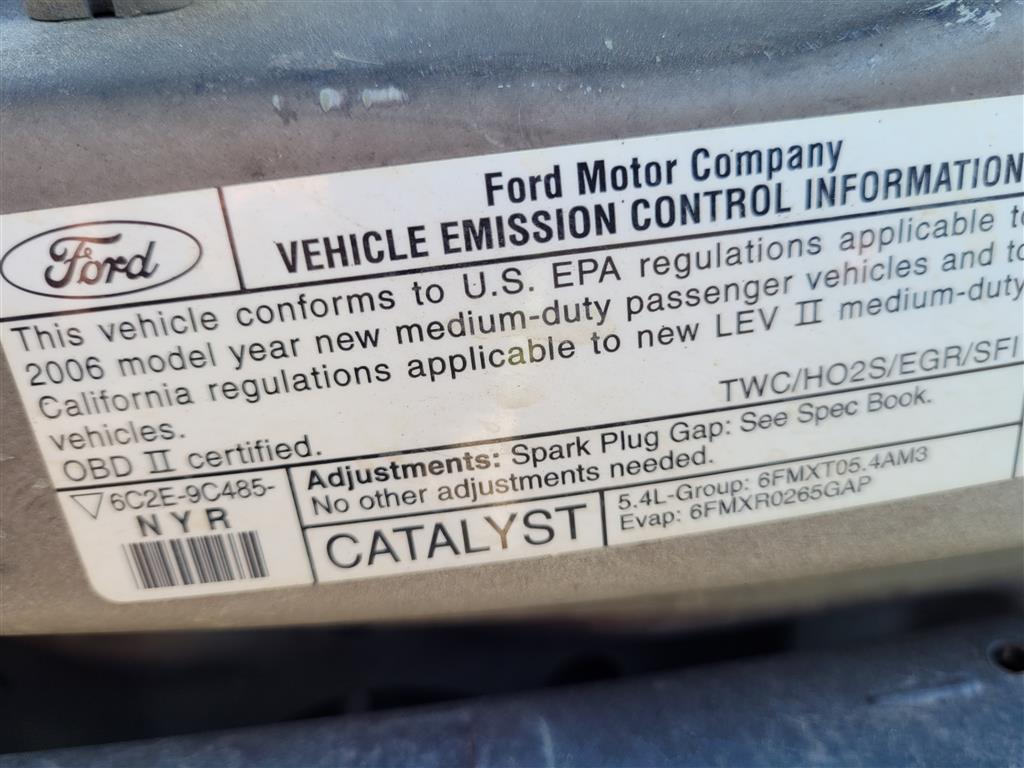 Ford
Ford Motor Company
VEHICLE EMISSION CONTROL INFORMATION
This vehicle conforms to U.S. EPA regulations applicable to
2006 model year new medium-duty passenger vehicles and to
California regulations applicable to new LEV II medium-duty
vehicles.
TWC/HO2S/EGR/SFI
OBD II certified.
6C2E-9C485-
NYR
Adjustments: Spark Plug Gap: See Spec Book.
No other adjustments needed.
CATALYST
5.4L-Group: 6FMXT05.4AM3
Evap: 6FMXR0265GAP